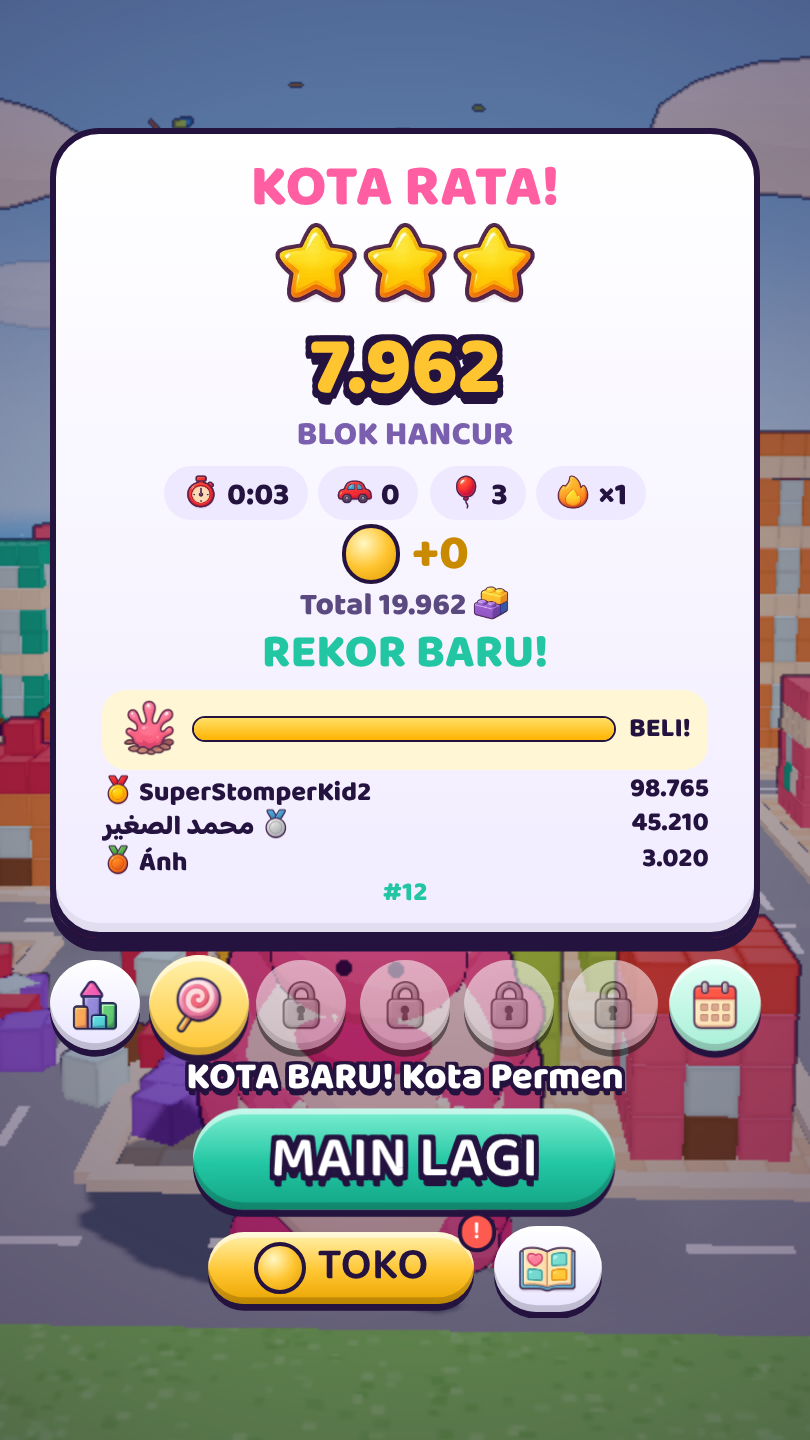 KOTA RATA!
7.962
BLOK HANCUR
0:03 0 3 ×1
+0
Total 19.962
REKOR BARU!
BELI!
SuperStomperKid2 98.765
محمد الصغير 45.210
Ánh 3.020
#12
KOTA BARU! Kota Permen
MAIN LAGI
!
TOKO